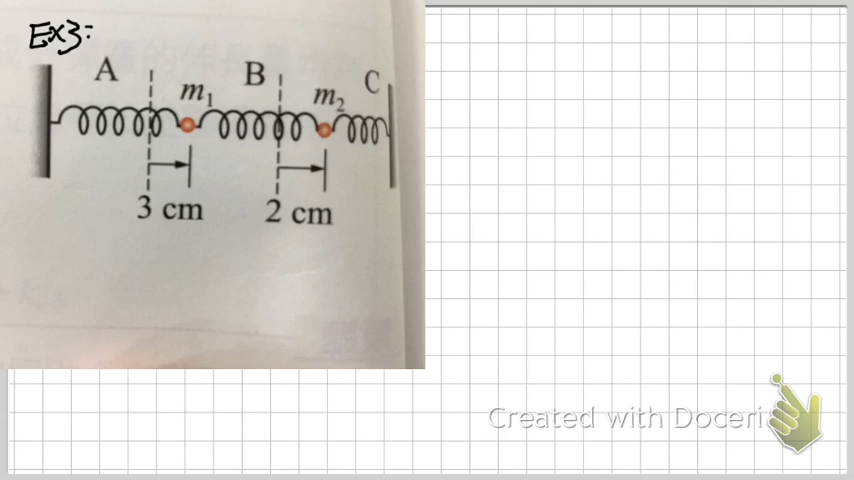 Ex3:
A B C
m₁ m₂
3 cm 2 cm
Created with Doceri